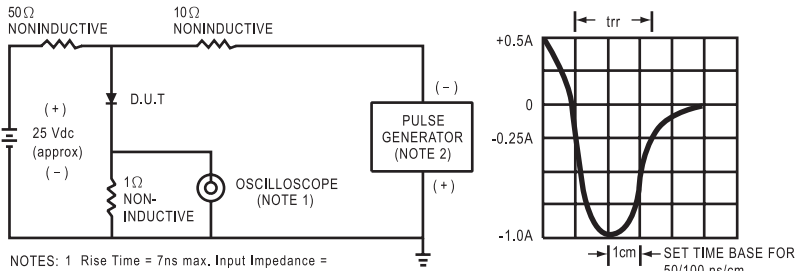 50Ω
NONINDUCTIVE
10Ω
NONINDUCTIVE
(+)
25 Vdc
(approx)
(−)
D.U.T
1Ω
NON-
INDUCTIVE
OSCILLOSCOPE
(NOTE 1)
(−)
PULSE
GENERATOR
(NOTE 2)
(+)
NOTES: 1 Rise Time = 7ns max. Input Impedance =
trr
+0.5A
0
-0.25A
-1.0A
1cm
SET TIME BASE FOR
50/100 ns/cm